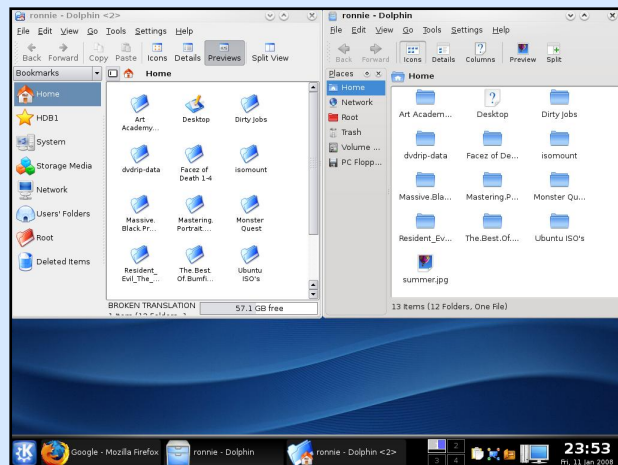 ronnie - Dolphin <2>
File Edit View Go Tools Settings Help
Back Forward Copy Paste Icons Details Previews Split View
Bookmarks
Home
Home
HDB1
System
Storage Media
Network
Users' Folders
Root
Deleted Items
Art Academy... Desktop Dirty Jobs
dvdrip-data Facez of Death 1-4 isomount
Massive. Black.Pr... Mastering. Portrait.... Monster Quest
Resident_ Evil_The_... The.Best. Of.Bumfi... Ubuntu ISO's
BROKEN TRANSLATION
57.1 GB free
ronnie - Dolphin
File Edit View Go Tools Settings Help
Back Forward Icons Details Columns Preview Split
Places
Home
Network
Root
Trash
Volume ...
PC Flopp...
Home
Art Academ... Desktop Dirty Jobs
dvdrip-data Facez of De... isomount
Massive.Bla... Mastering.P... Monster Qu...
Resident_Ev... The.Best.Of.... Ubuntu ISO's
summer.jpg
13 Items (12 Folders, One File)
Google - Mozilla Firefox
ronnie - Dolphin
ronnie - Dolphin <2>
2
3 4
23:53
Fri, 11 Jan 2008